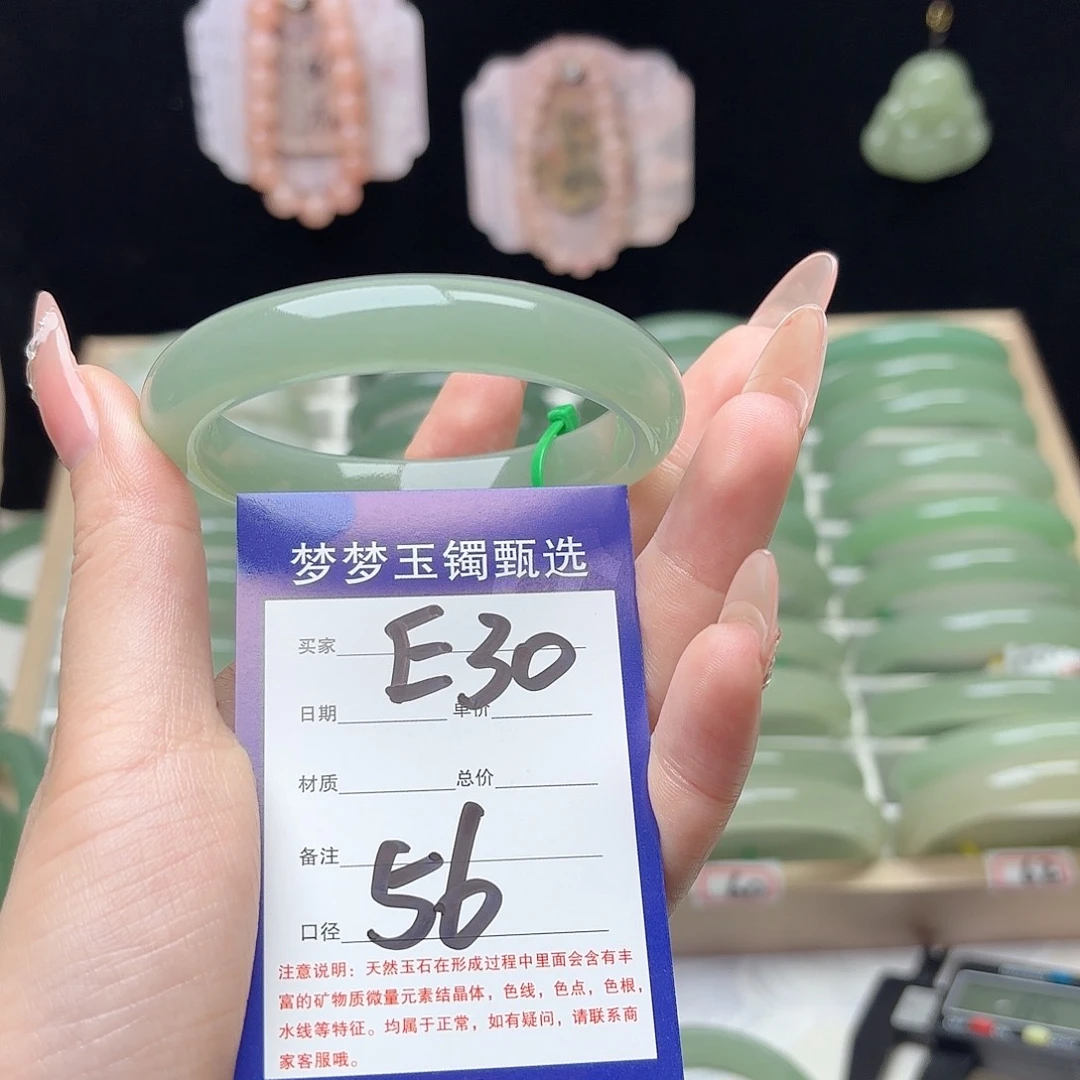 梦梦玉镯甄选
买家 E30
日期 单价
材质 总价
备注
口径 56
注意说明：天然玉石在形成过程中里面会含有丰
富的矿物质微量元素结晶体，色线，色点，色根，
水线等特征。均属于正常，如有疑问，请联系商
家客服哦。